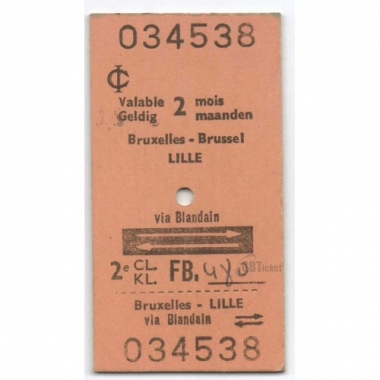 034538
Valable 2 mois
Geldig maanden
Bruxelles - Brussel
LILLE
via Blandain
2e CL. KL. FB. 480
Bruxelles - LILLE
via Blandain
034538